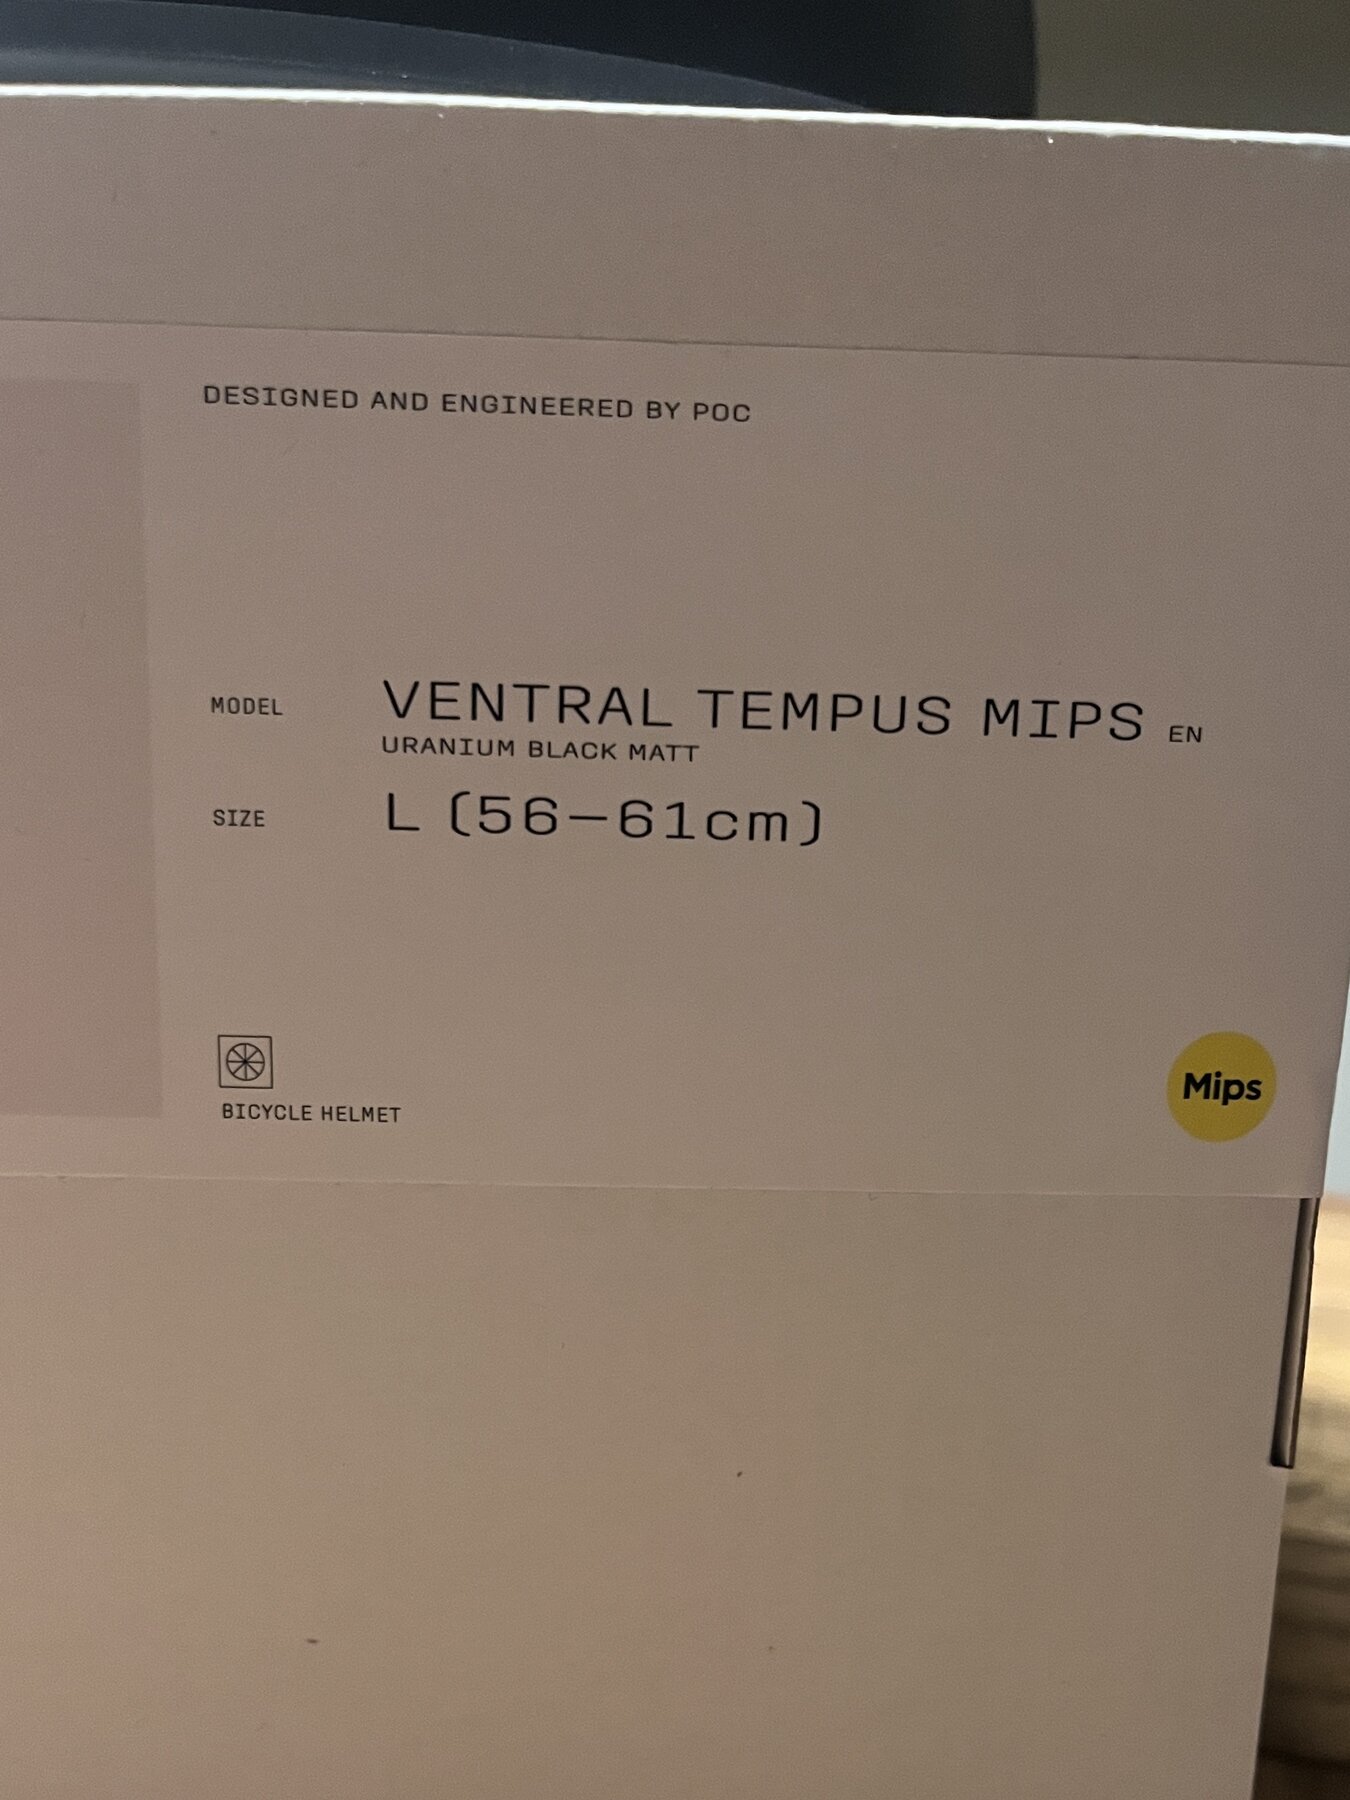 DESIGNED AND ENGINEERED BY POC
MODEL VENTRAL TEMPUS MIPS EN
URANIUM BLACK MATT
SIZE L (56–61cm)
BICYCLE HELMET
Mips